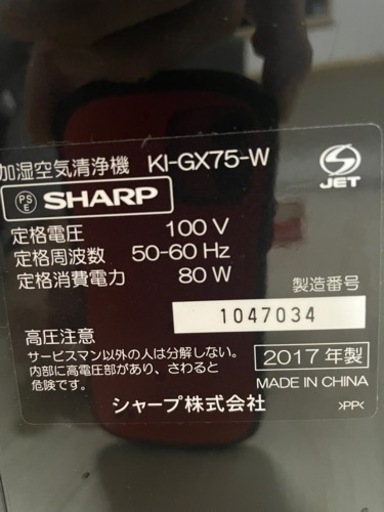 加湿空気清浄機 KI-GX75-W
JET
PS
E
SHARP
定格電圧 100 V
定格周波数 50-60 Hz
定格消費電力 80 W
製造番号
1047034
高圧注意
サービスマン以外の人は分解しない。
内部に高電圧部があり、さわると
危険です。
2017 年製
MADE IN CHINA
シャープ株式会社
>PP<